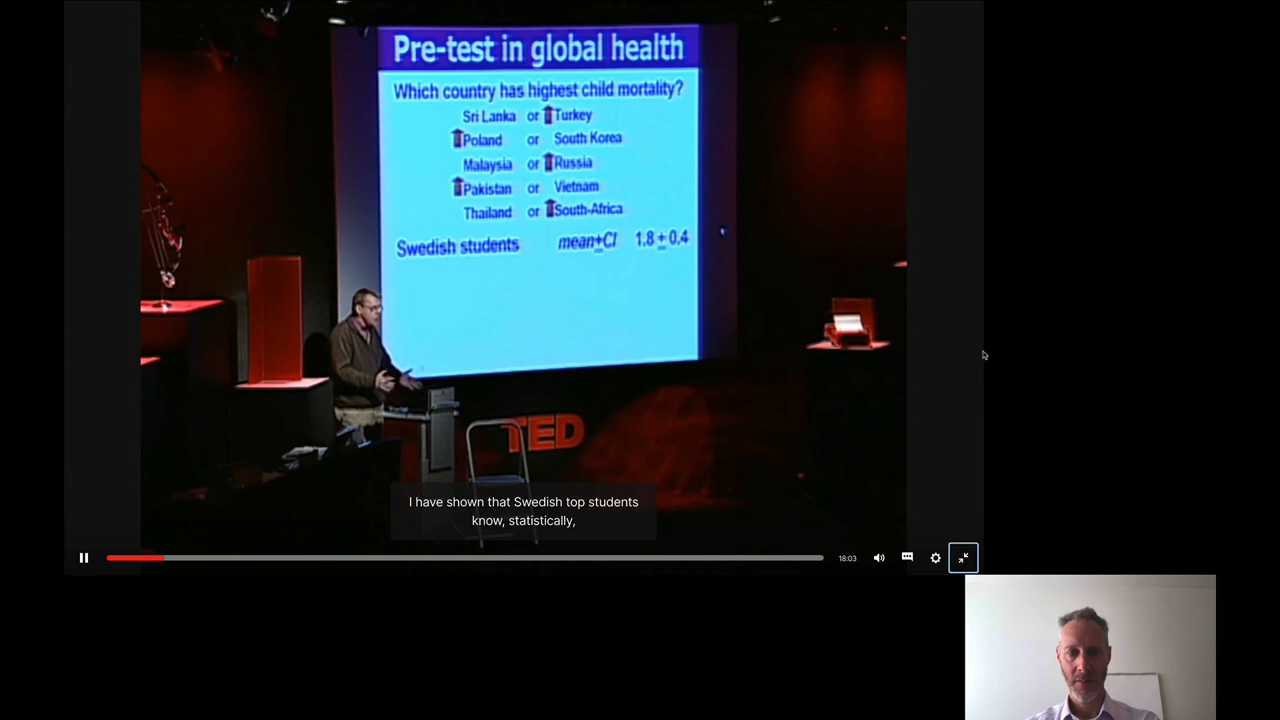 Pre-test in global health
Which country has highest child mortality?
Sri Lanka or Turkey
Poland or South Korea
Malaysia or Russia
Pakistan or Vietnam
Thailand or South-Africa
Swedish students mean±CI 1.8 ± 0.4
TED
I have shown that Swedish top students
know, statistically,
18:03